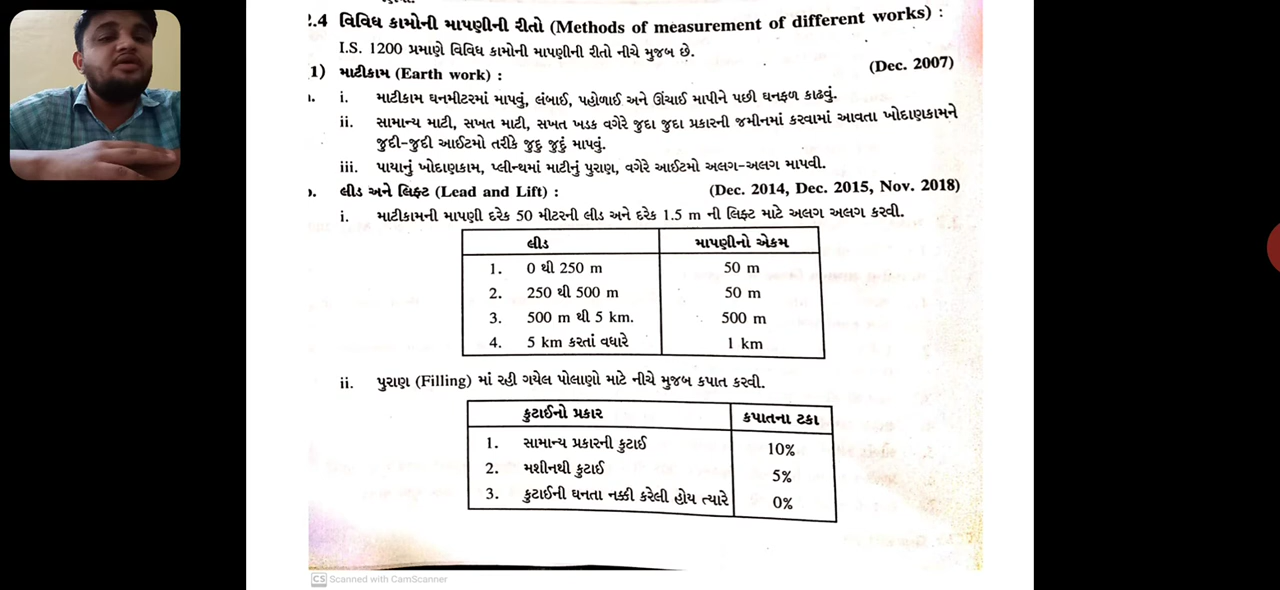 2.4 વિવિધ કામોની માપણીની રીતો (Methods of measurement of different works) :
I.S. 1200 પ્રમાણે વિવિધ કામોની માપણીની રીતો નીચે મુજબ છે.
(Dec. 2007)
1) માટીકામ (Earth work) :
i. માટીકામ ઘનમીટરમાં માપવું, લંબાઈ, પહોળાઈ અને ઊંચાઈ માપીને પછી ઘનફળ કાઢવું.
ii. સામાન્ય માટી, સખત માટી, સખત ખડક વગેરે જુદા જુદા પ્રકારની જમીનમાં કરવામાં આવતા ખોદાણકામને
જુદી-જુદી આઈટમો તરીકે જુદુ જુદું માપવું.
iii. પાયાનું ખોદાણકામ, પ્લીન્થમાં માટીનું પુરાણ, વગેરે આઈટમો અલગ-અલગ માપવી.
લીડ અને લિફ્ટ (Lead and Lift) : (Dec. 2014, Dec. 2015, Nov. 2018)
i. માટીકામની માપણી દરેક 50 મીટરની લીડ અને દરેક 1.5 m ની લિફ્ટ માટે અલગ અલગ કરવી.
લીડ માપણીનો એકમ
1. 0 થી 250 m 50 m
2. 250 થી 500 m 50 m
3. 500 m થી 5 km. 500 m
4. 5 km કરતાં વધારે 1 km
ii. પુરાણ (Filling) માં રહી ગયેલ પોલાણો માટે નીચે મુજબ કપાત કરવી.
કુટાઈનો પ્રકાર કપાતના ટકા
1. સામાન્ય પ્રકારની કુટાઈ 10%
2. મશીનથી કુટાઈ 5%
3. કુટાઈની ઘનતા નક્કી કરેલી હોય ત્યારે 0%
CS Scanned with CamScanner